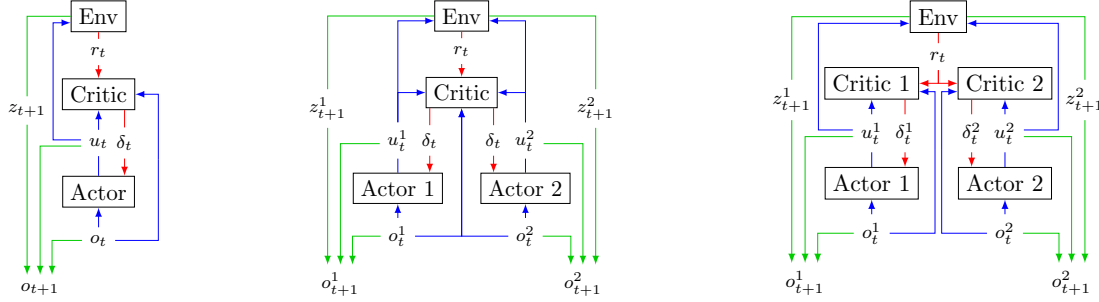 Env
r_t
Critic
z_{t+1}
u_t
δ_t
Actor
o_t
o_{t+1}
Env
r_t
Critic
z^1_{t+1}
z^2_{t+1}
u^1_t
δ_t
δ_t
u^2_t
Actor 1
Actor 2
o^1_t
o^2_t
o^1_{t+1}
o^2_{t+1}
Env
r_t
Critic 1
Critic 2
z^1_{t+1}
z^2_{t+1}
u^1_t
δ^1_t
δ^2_t
u^2_t
Actor 1
Actor 2
o^1_t
o^2_t
o^1_{t+1}
o^2_{t+1}